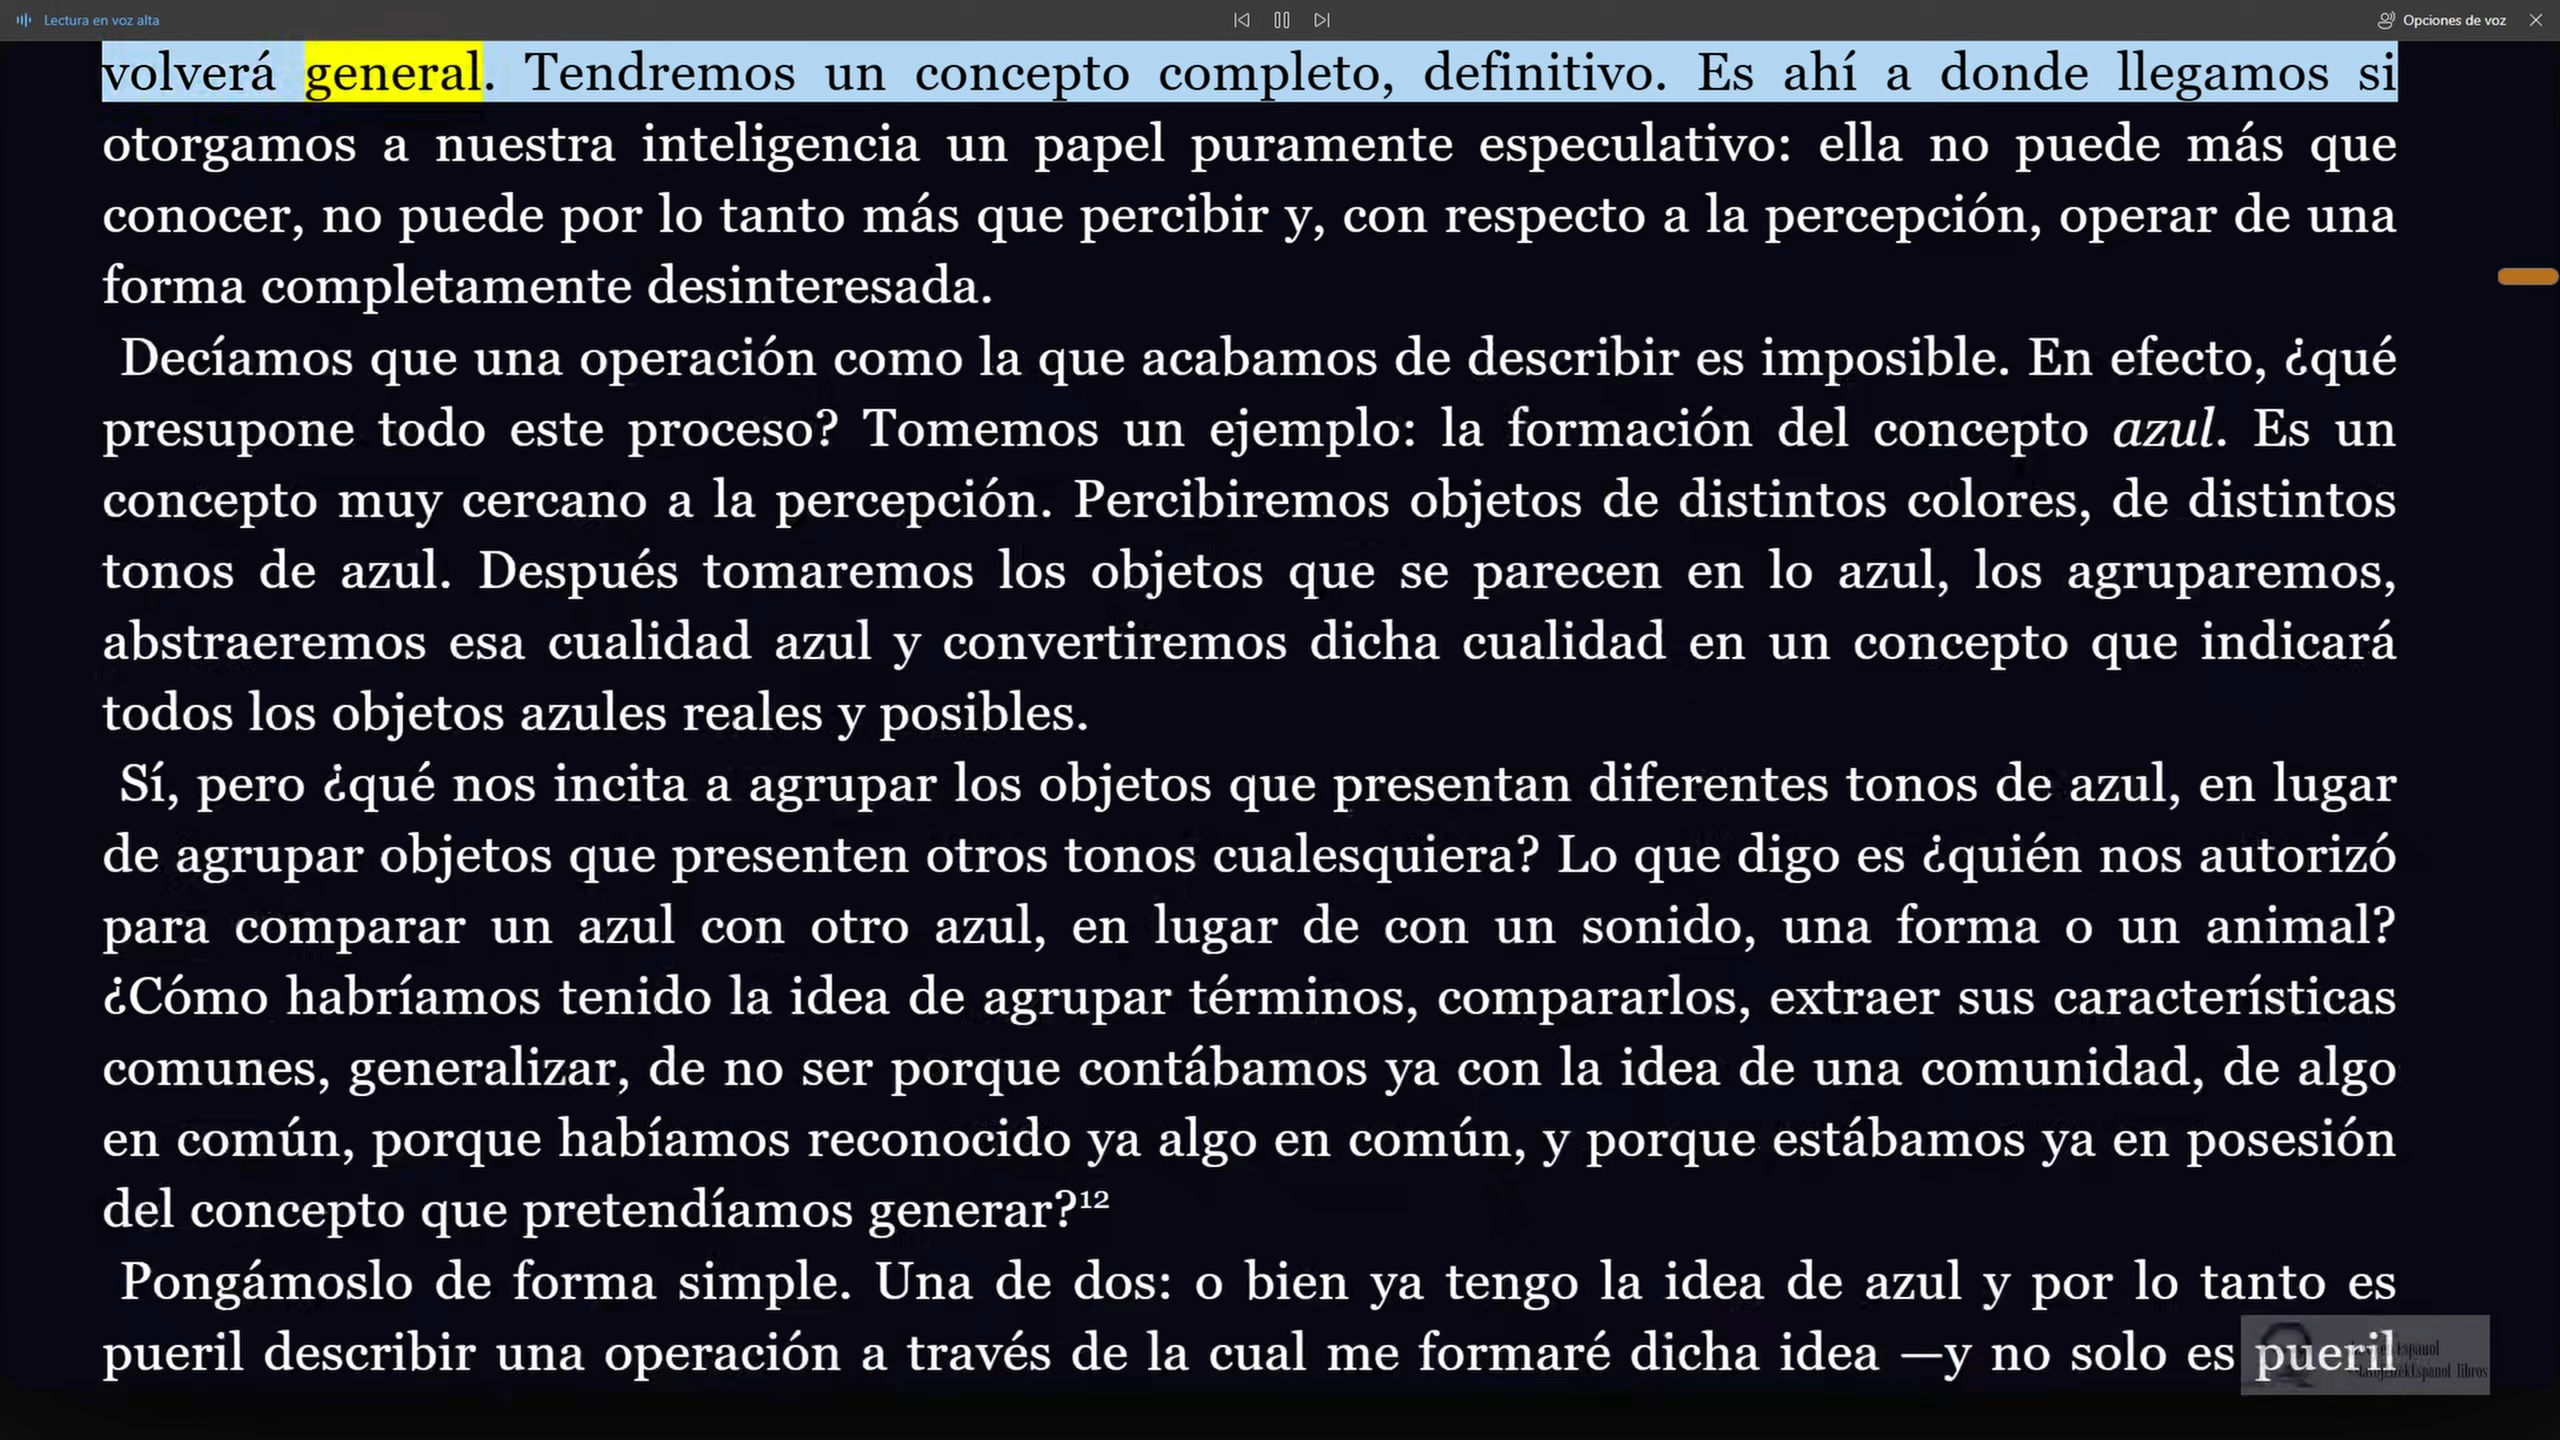 Lectura en voz alta
Opciones de voz
volverá general. Tendremos un concepto completo, definitivo. Es ahí a donde llegamos si
otorgamos a nuestra inteligencia un papel puramente especulativo: ella no puede más que
conocer, no puede por lo tanto más que percibir y, con respecto a la percepción, operar de una
forma completamente desinteresada.
Decíamos que una operación como la que acabamos de describir es imposible. En efecto, ¿qué
presupone todo este proceso? Tomemos un ejemplo: la formación del concepto azul. Es un
concepto muy cercano a la percepción. Percibiremos objetos de distintos colores, de distintos
tonos de azul. Después tomaremos los objetos que se parecen en lo azul, los agruparemos,
abstraeremos esa cualidad azul y convertiremos dicha cualidad en un concepto que indicará
todos los objetos azules reales y posibles.
Sí, pero ¿qué nos incita a agrupar los objetos que presentan diferentes tonos de azul, en lugar
de agrupar objetos que presenten otros tonos cualesquiera? Lo que digo es ¿quién nos autorizó
para comparar un azul con otro azul, en lugar de con un sonido, una forma o un animal?
¿Cómo habríamos tenido la idea de agrupar términos, compararlos, extraer sus características
comunes, generalizar, de no ser porque contábamos ya con la idea de una comunidad, de algo
en común, porque habíamos reconocido ya algo en común, y porque estábamos ya en posesión
del concepto que pretendíamos generar?¹²
Pongámoslo de forma simple. Una de dos: o bien ya tengo la idea de azul y por lo tanto es
pueril describir una operación a través de la cual me formaré dicha idea —y no solo es pueril